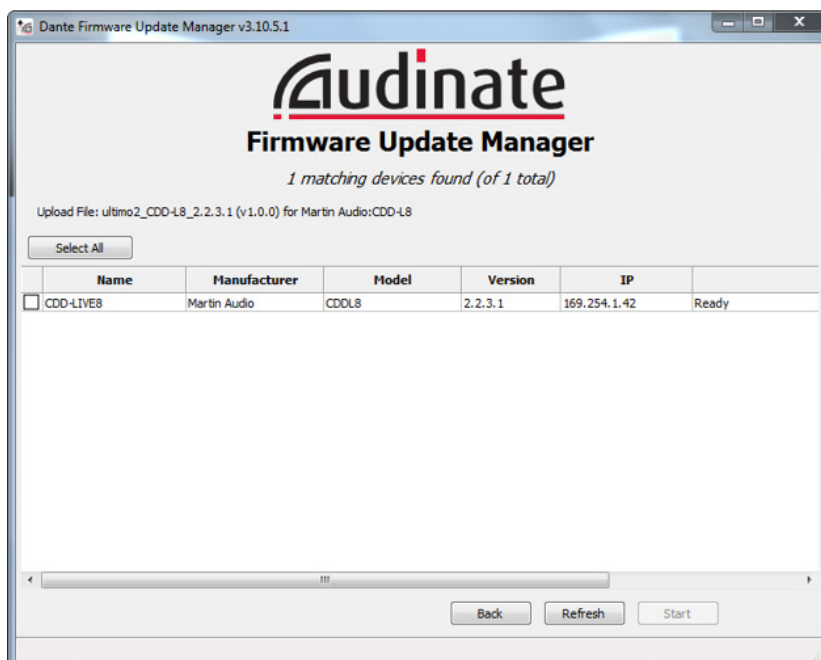 Dante Firmware Update Manager v3.10.5.1
Audinate
Firmware Update Manager
1 matching devices found (of 1 total)
Upload File: ultimo2_CDD-L8_2.2.3.1 (v1.0.0) for Martin Audio:CDD-L8
Select All
Name Manufacturer Model Version IP
CDD-LIVE8 Martin Audio CDDL8 2.2.3.1 169.254.1.42 Ready
Back Refresh Start